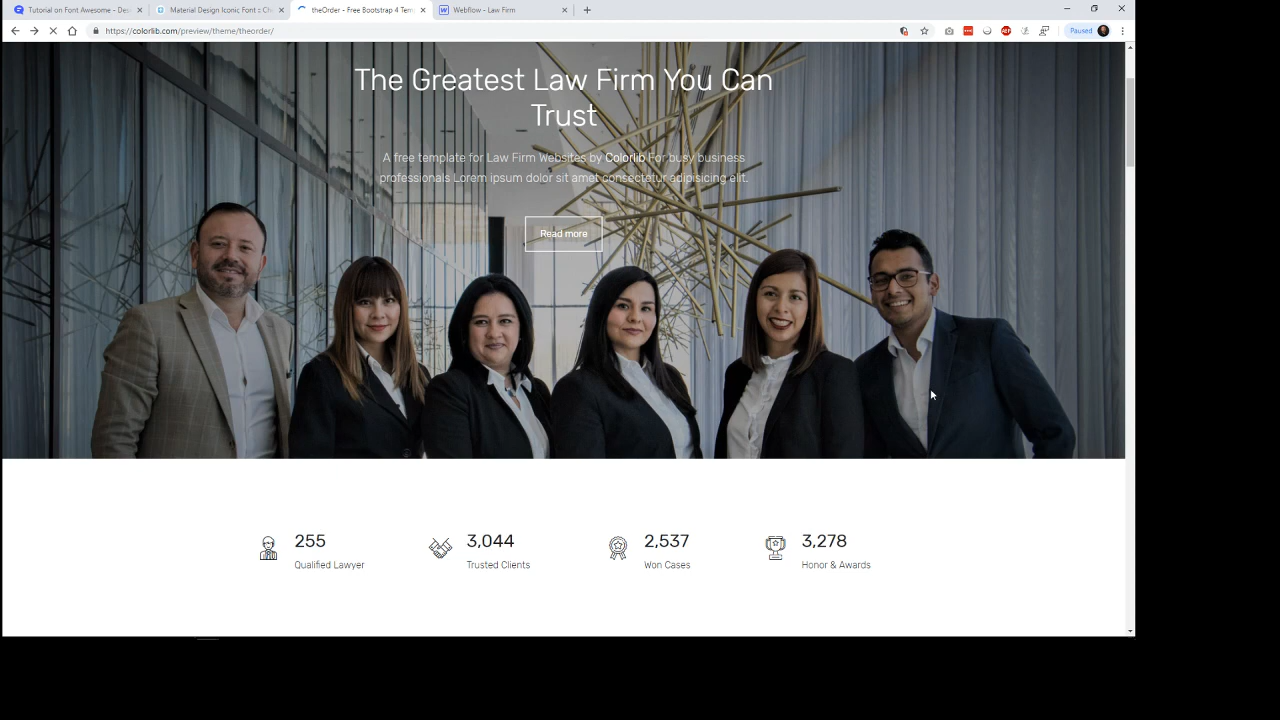 Tutorial on Font Awesome - Des
Material Design Iconic Font :: Ch
theOrder - Free Bootstrap 4 Tem
Webflow - Law Firm
https://colorlib.com/preview/theme/theorder/
ABP
Paused
The Greatest Law Firm You Can
Trust
A free template for Law Firm Websites by Colorlib For busy business
professionals Lorem ipsum dolor sit amet consectetur adipisicing elit.
Read more
255
Qualified Lawyer
3,044
Trusted Clients
2,537
Won Cases
3,278
Honor & Awards